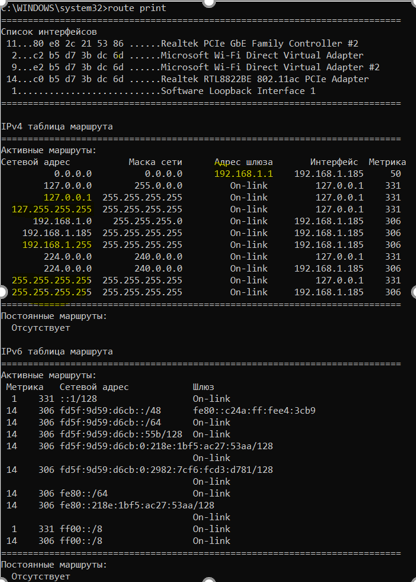 C:\WINDOWS\system32>route print
===========================================================================
Список интерфейсов
 11...80 e8 2c 21 53 86 ......Realtek PCIe GbE Family Controller #2
  2...c2 b5 d7 3b dc 6d ......Microsoft Wi-Fi Direct Virtual Adapter
  9...e2 b5 d7 3b dc 6d ......Microsoft Wi-Fi Direct Virtual Adapter #2
 14...c0 b5 d7 3b dc 6d ......Realtek RTL8822BE 802.11ac PCIe Adapter
  1...........................Software Loopback Interface 1
===========================================================================
IPv4 таблица маршрута
===========================================================================
Активные маршруты:
Сетевой адрес           Маска сети      Адрес шлюза       Интерфейс  Метрика
          0.0.0.0          0.0.0.0      192.168.1.1    192.168.1.185     50
        127.0.0.0        255.0.0.0         On-link         127.0.0.1    331
        127.0.0.1  255.255.255.255         On-link         127.0.0.1    331
  127.255.255.255  255.255.255.255         On-link         127.0.0.1    331
      192.168.1.0    255.255.255.0         On-link     192.168.1.185    306
    192.168.1.185  255.255.255.255         On-link     192.168.1.185    306
    192.168.1.255  255.255.255.255         On-link     192.168.1.185    306
        224.0.0.0        240.0.0.0         On-link         127.0.0.1    331
        224.0.0.0        240.0.0.0         On-link     192.168.1.185    306
  255.255.255.255  255.255.255.255         On-link         127.0.0.1    331
  255.255.255.255  255.255.255.255         On-link     192.168.1.185    306
===========================================================================
Постоянные маршруты:
  Отсутствует
IPv6 таблица маршрута
===========================================================================
Активные маршруты:
 Метрика   Сетевой адрес            Шлюз
  1    331 ::1/128                  On-link
 14    306 fd5f:9d59:d6cb::/48      fe80::c24a:ff:fee4:3cb9
 14    306 fd5f:9d59:d6cb::/64      On-link
 14    306 fd5f:9d59:d6cb::55b/128  On-link
 14    306 fd5f:9d59:d6cb:0:218e:1bf5:ac27:53aa/128
                                    On-link
 14    306 fd5f:9d59:d6cb:0:2982:7cf6:fcd3:d781/128
                                    On-link
 14    306 fe80::/64                On-link
 14    306 fe80::218e:1bf5:ac27:53aa/128
                                    On-link
  1    331 ff00::/8                 On-link
 14    306 ff00::/8                 On-link
===========================================================================
Постоянные маршруты:
  Отсутствует